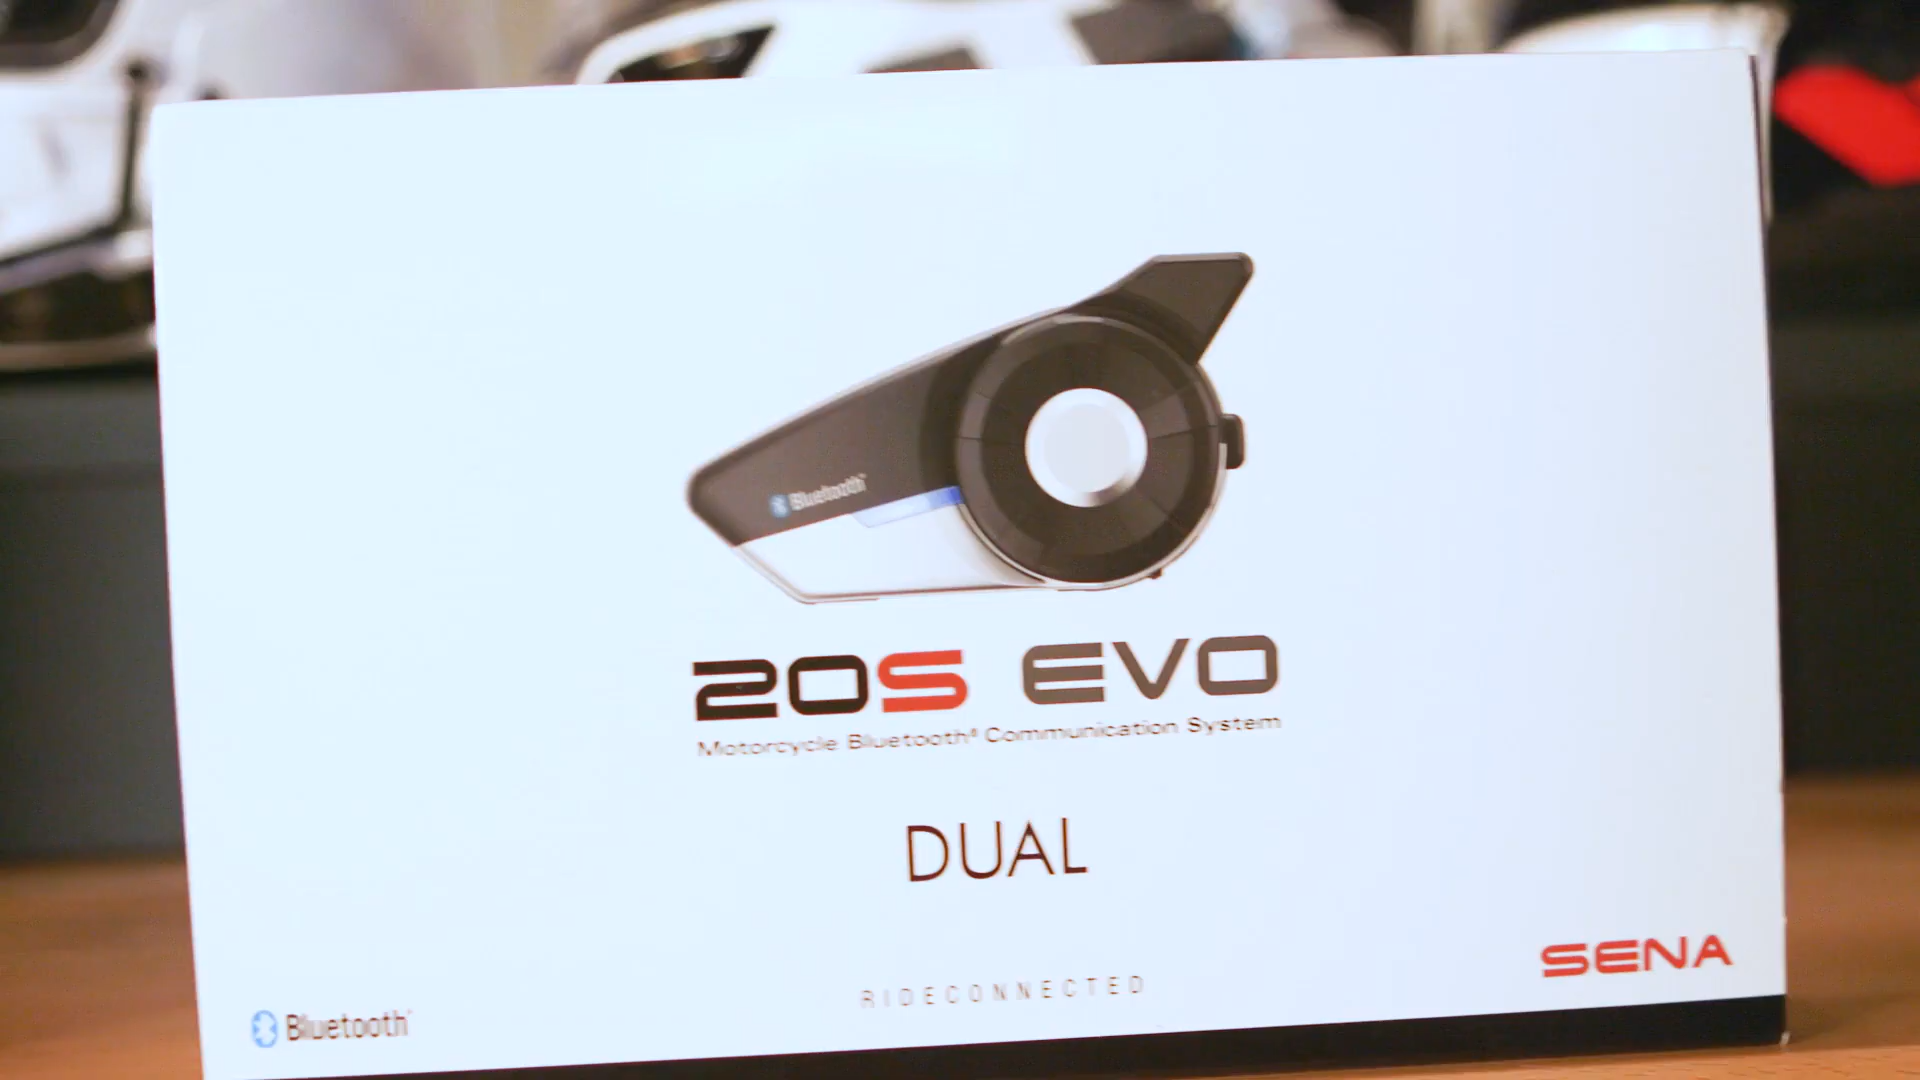 Bluetooth
20S EVO
Motorcycle Bluetooth® Communication System
DUAL
SENA
RIDECONNECTED
Bluetooth